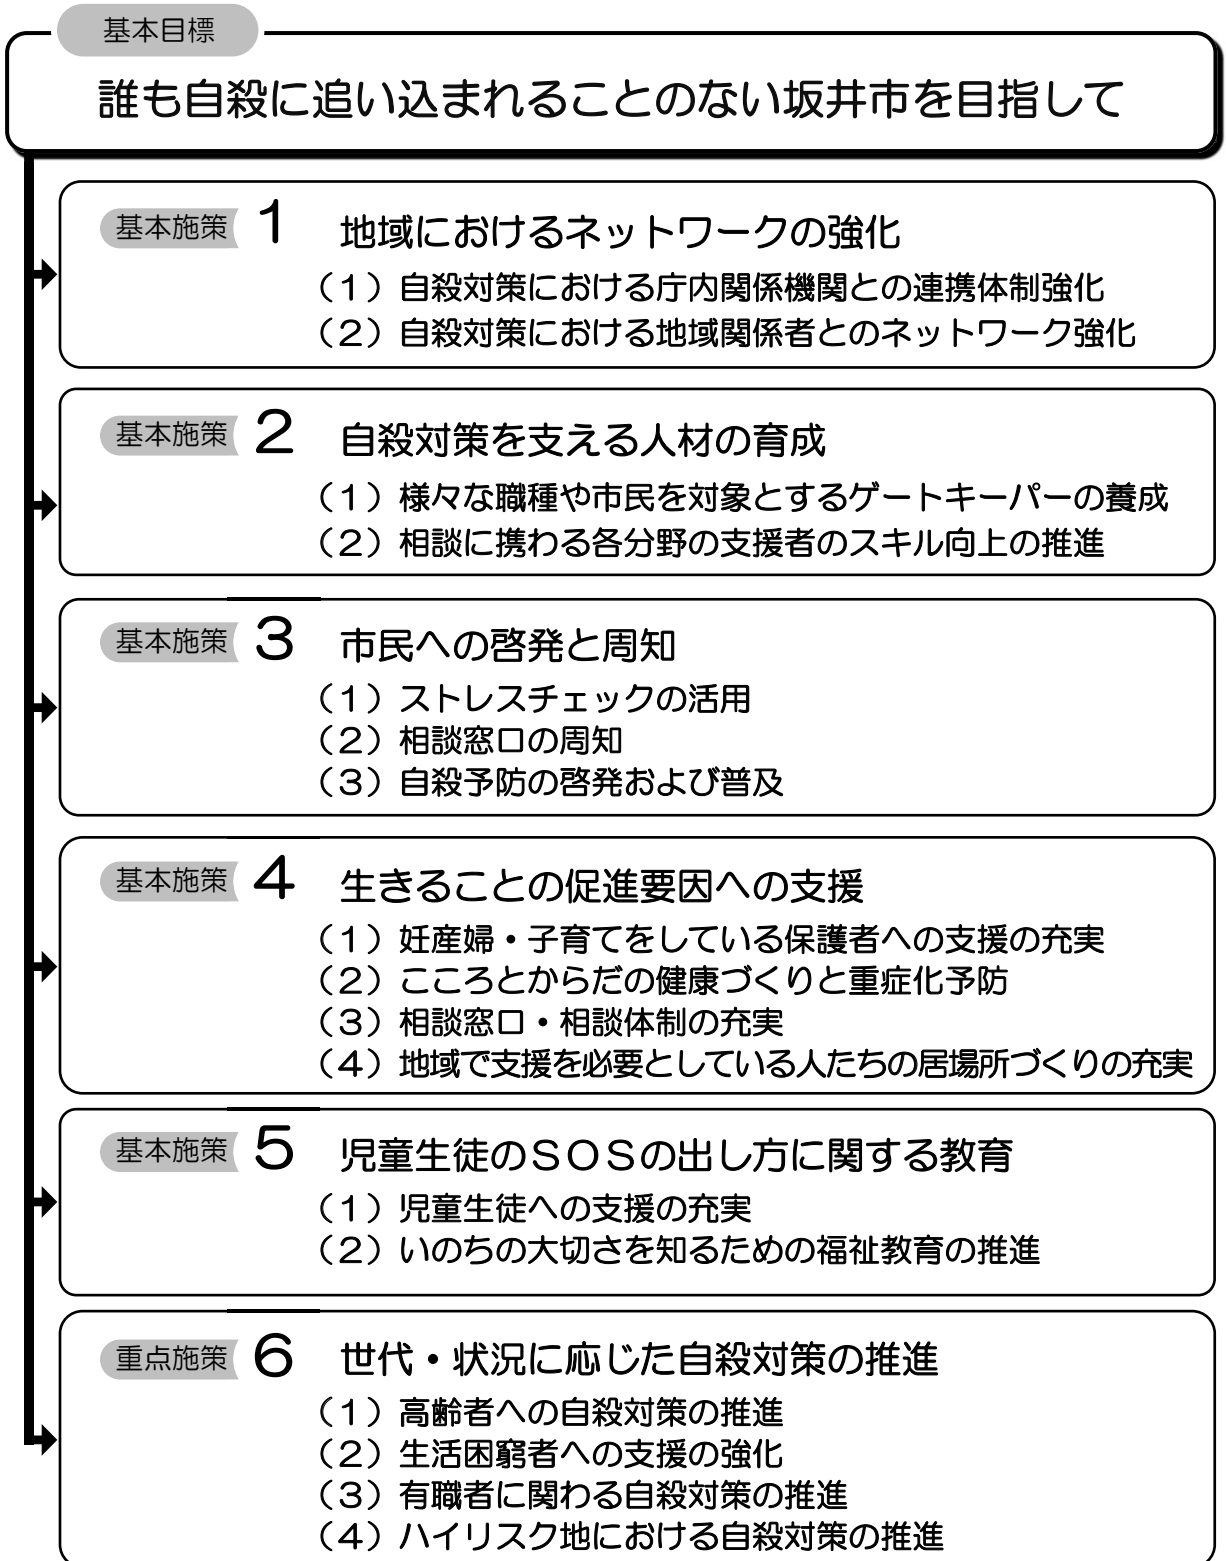 基本目標
誰も自殺に追い込まれることのない坂井市を目指して
基本施策 1 地域におけるネットワークの強化
（１）自殺対策における庁内関係機関との連携体制強化
（２）自殺対策における地域関係者とのネットワーク強化
基本施策 2 自殺対策を支える人材の育成
（１）様々な職種や市民を対象とするゲートキーパーの養成
（２）相談に携わる各分野の支援者のスキル向上の推進
基本施策 3 市民への啓発と周知
（１）ストレスチェックの活用
（２）相談窓口の周知
（３）自殺予防の啓発および普及
基本施策 4 生きることの促進要因への支援
（１）妊産婦・子育てをしている保護者への支援の充実
（２）こころとからだの健康づくりと重症化予防
（３）相談窓口・相談体制の充実
（４）地域で支援を必要としている人たちの居場所づくりの充実
基本施策 5 児童生徒のＳＯＳの出し方に関する教育
（１）児童生徒への支援の充実
（２）いのちの大切さを知るための福祉教育の推進
重点施策 6 世代・状況に応じた自殺対策の推進
（１）高齢者への自殺対策の推進
（２）生活困窮者への支援の強化
（３）有職者に関わる自殺対策の推進
（４）ハイリスク地における自殺対策の推進